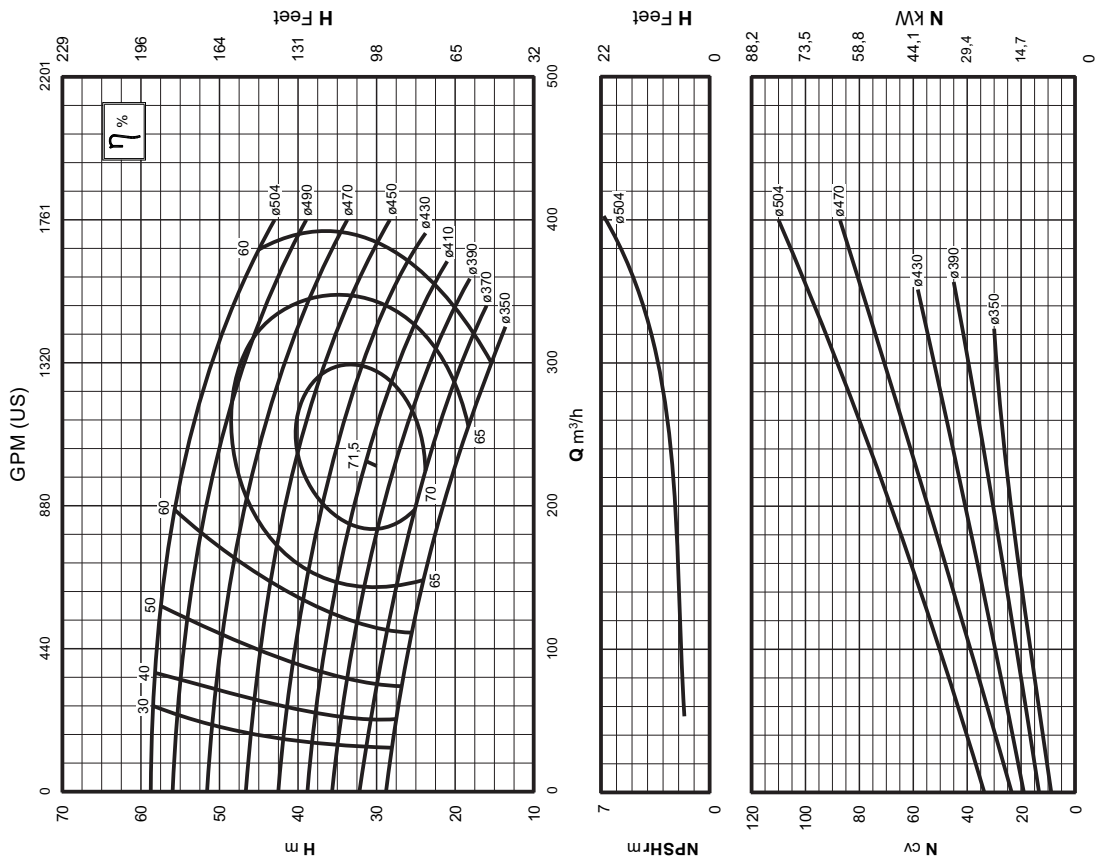 GPM (US)
0 440 880 1320 1761 2201
H m
70
60
50
40
30
20
10
H Feet
229
196
164
131
98
65
32
η %
30
40
50
60
60
65
70
71,5
65
ø504
ø490
ø470
ø450
ø430
ø410
ø390
ø370
ø350
0 100 200 300 400 500
Q m³/h
NPSHr m
7
0
H Feet
22
0
ø504
N cv
120
100
80
60
40
20
0
N kW
88,2
73,5
58,8
44,1
29,4
14,7
0
ø504
ø470
ø430
ø390
ø350